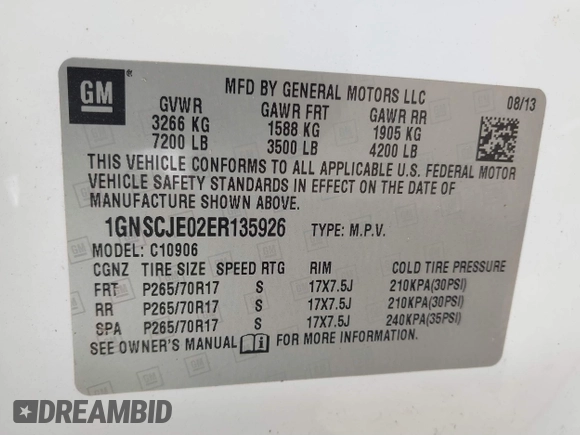 GM
MFD BY GENERAL MOTORS LLC
08/13
GVWR GAWR FRT GAWR RR
3266 KG 1588 KG 1905 KG
7200 LB 3500 LB 4200 LB
THIS VEHICLE CONFORMS TO ALL APPLICABLE U.S. FEDERAL MOTOR
VEHICLE SAFETY STANDARDS IN EFFECT ON THE DATE OF
MANUFACTURE SHOWN ABOVE.
1GNSCJE02ER135926 TYPE: M.P.V.
MODEL: C10906
CGNZ TIRE SIZE SPEED RTG RIM COLD TIRE PRESSURE
FRT P265/70R17 S 17X7.5J 210KPA(30PSI)
RR P265/70R17 S 17X7.5J 210KPA(30PSI)
SPA P265/70R17 S 17X7.5J 240KPA(35PSI)
SEE OWNER'S MANUAL FOR MORE INFORMATION.
DREAMBID